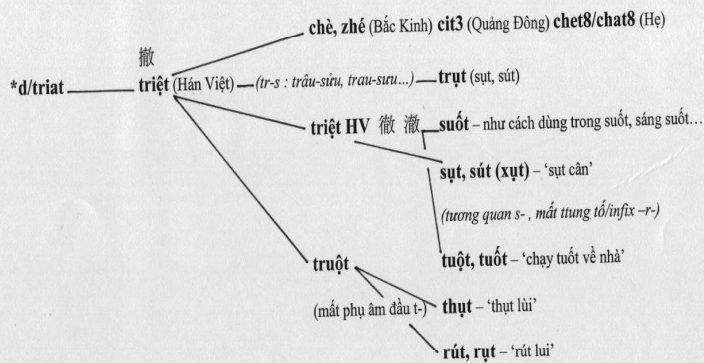 chè, zhé (Bắc Kinh) cit3 (Quảng Đông) chet8/chat8 (Hẹ)
撤
*d/triat triệt (Hán Việt) (tr-s : trâu-sửu, trau-sưu...) trụt (sụt, sút)
triệt HV 徹 澈 suốt – như cách dùng trong suốt, sáng suốt…
sụt, sút (xụt) – ‘sụt cân’
(tương quan s- , mất ttung tố/infix –r-)
truột tuột, tuốt – ‘chạy tuốt về nhà’
(mất phụ âm đầu t-) thụt – ‘thụt lùi’
rút, rụt – ‘rút lui’